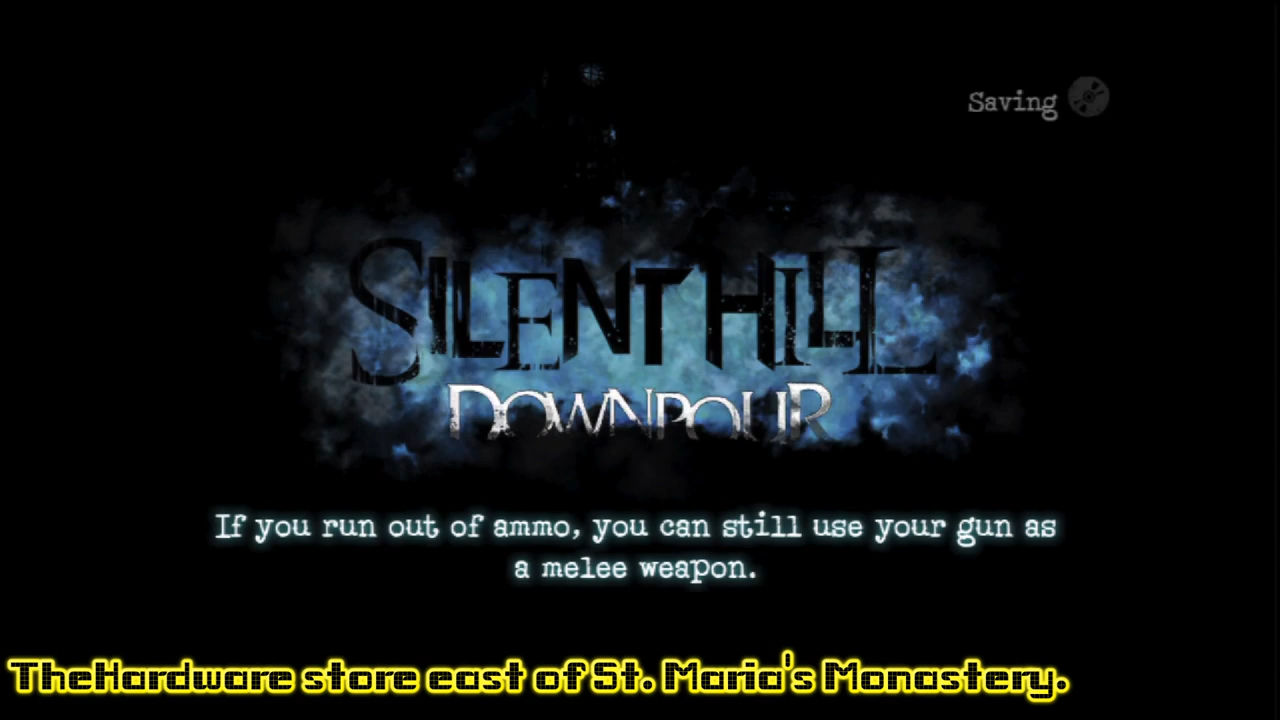 Saving
SILENT HILL
DOWNPOUR
If you run out of ammo, you can still use your gun as
a melee weapon.
TheHardware store east of St. Maria's Monastery.